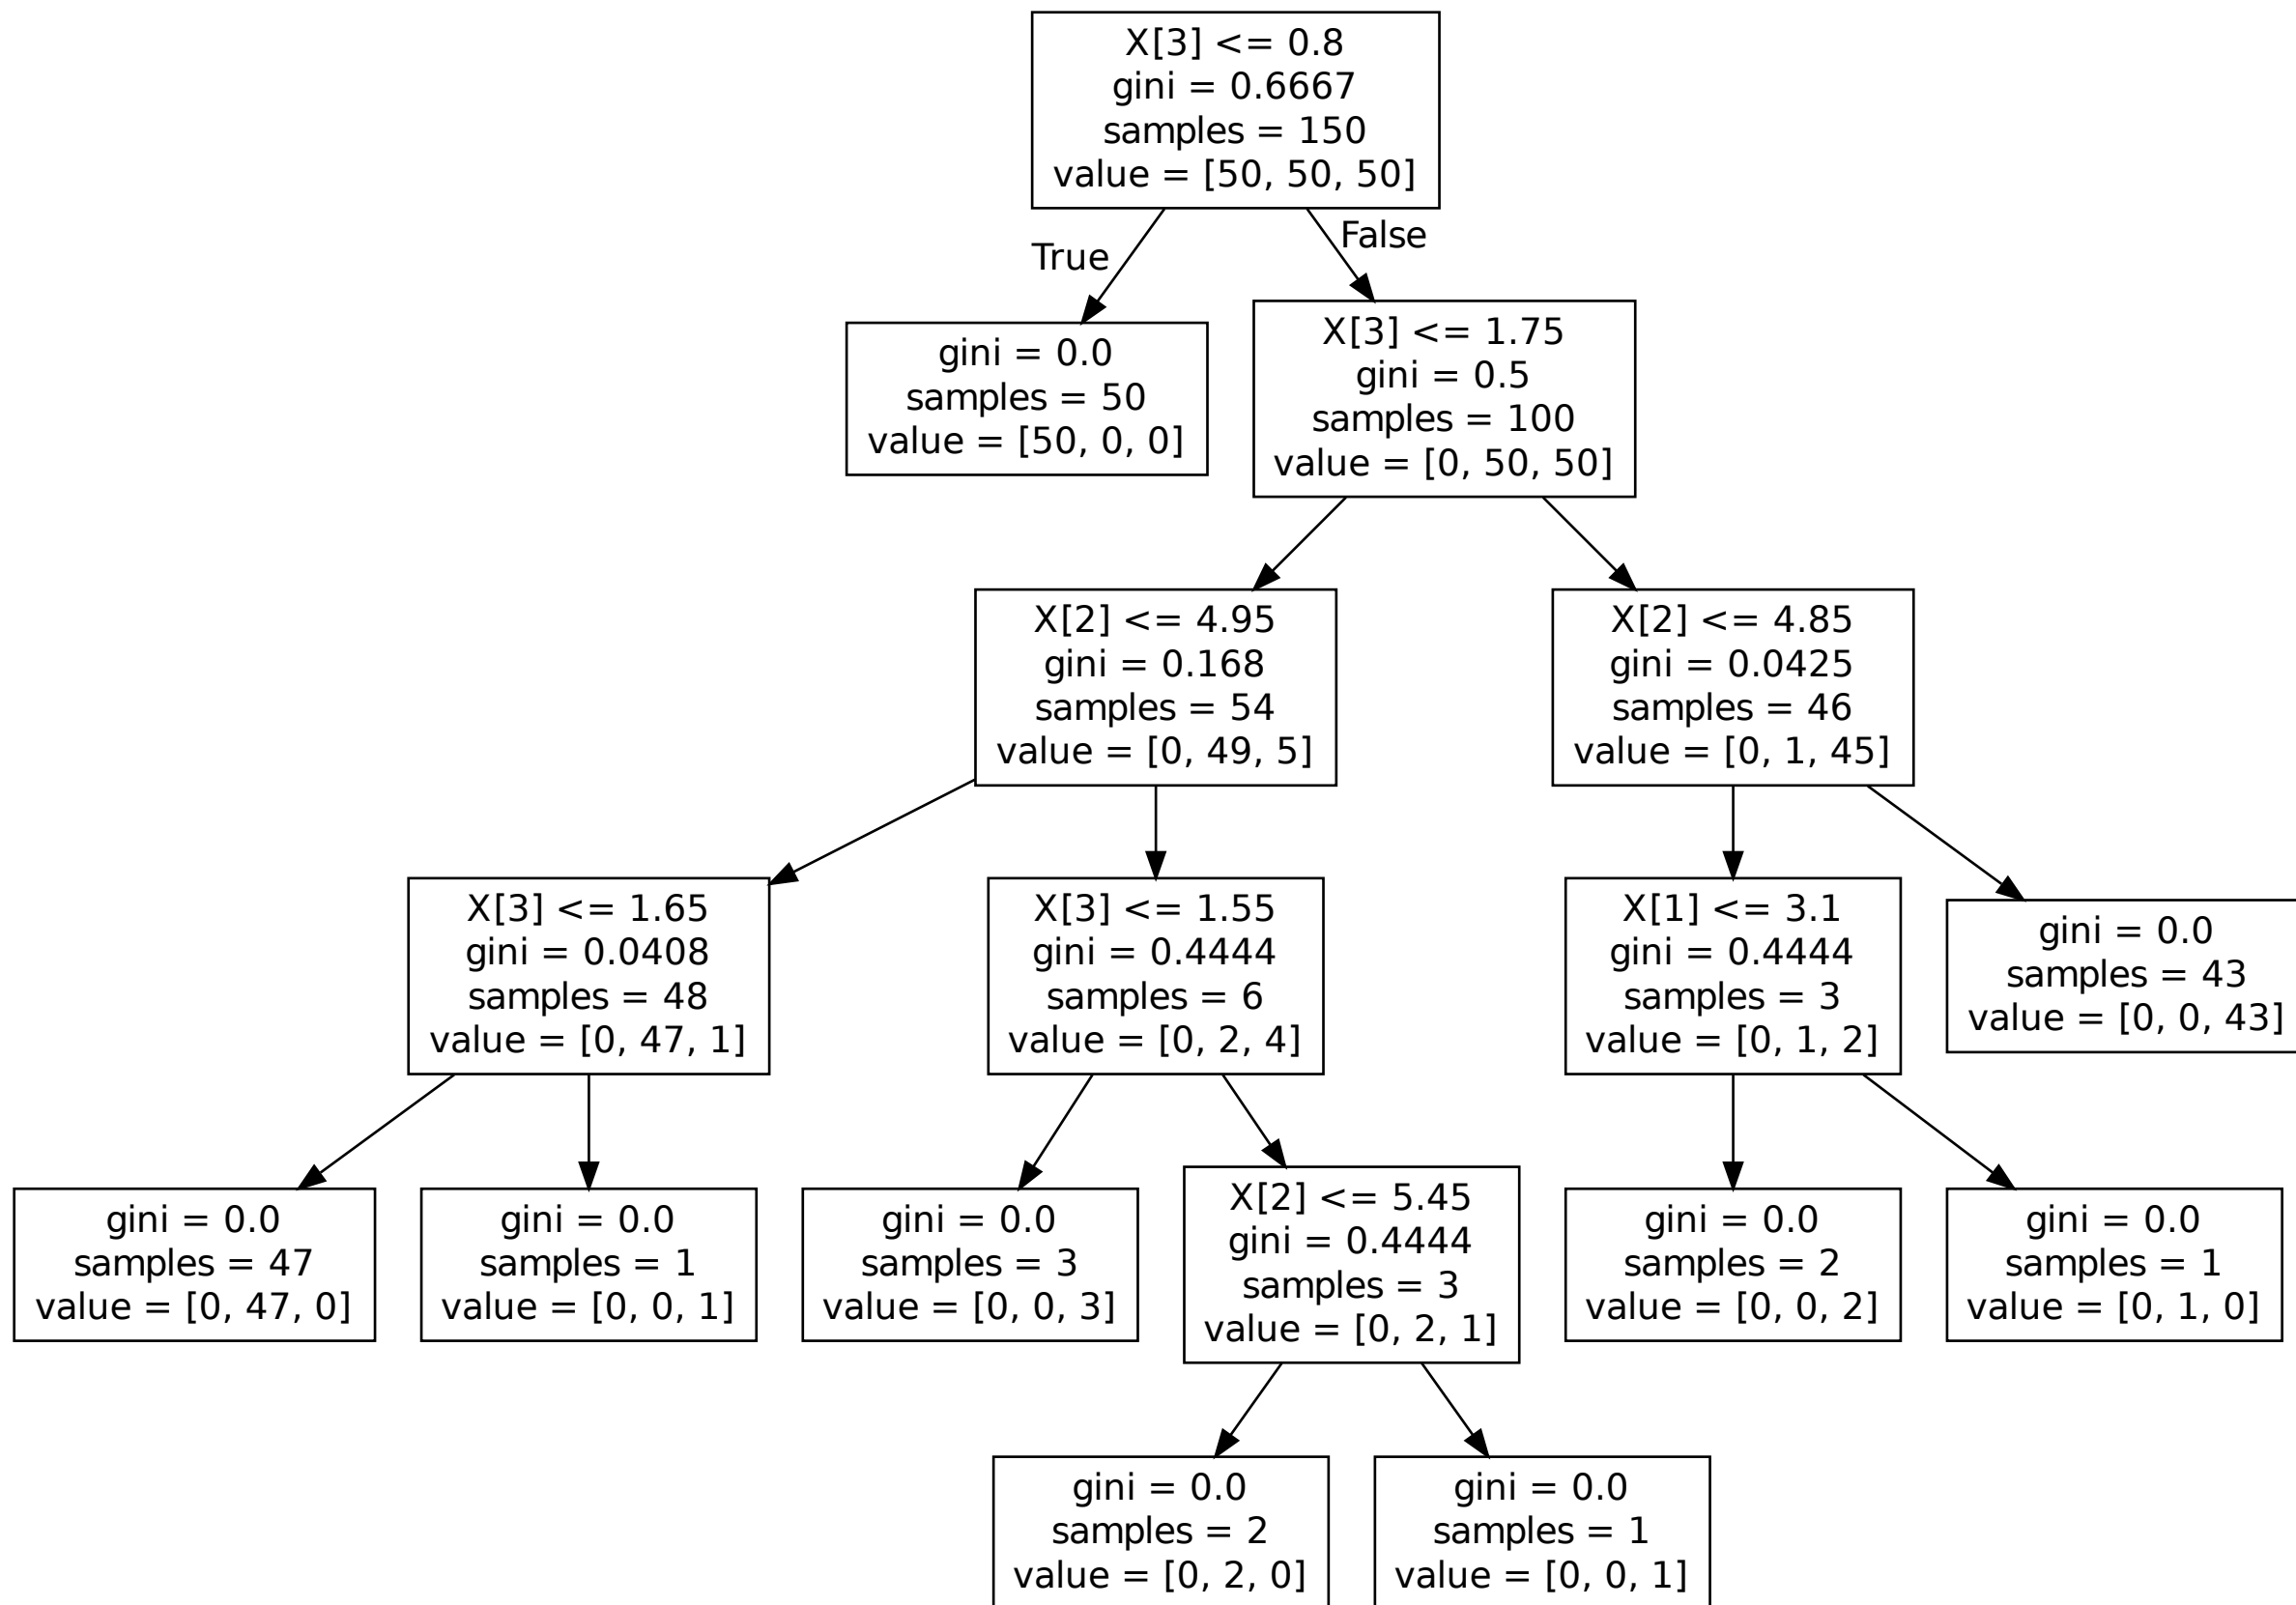 X[3] <= 0.8
gini = 0.6667
samples = 150
value = [50, 50, 50]
True
False
gini = 0.0
samples = 50
value = [50, 0, 0]
X[3] <= 1.75
gini = 0.5
samples = 100
value = [0, 50, 50]
X[2] <= 4.95
gini = 0.168
samples = 54
value = [0, 49, 5]
X[2] <= 4.85
gini = 0.0425
samples = 46
value = [0, 1, 45]
X[3] <= 1.65
gini = 0.0408
samples = 48
value = [0, 47, 1]
X[3] <= 1.55
gini = 0.4444
samples = 6
value = [0, 2, 4]
X[1] <= 3.1
gini = 0.4444
samples = 3
value = [0, 1, 2]
gini = 0.0
samples = 43
value = [0, 0, 43]
gini = 0.0
samples = 47
value = [0, 47, 0]
gini = 0.0
samples = 1
value = [0, 0, 1]
gini = 0.0
samples = 3
value = [0, 0, 3]
X[2] <= 5.45
gini = 0.4444
samples = 3
value = [0, 2, 1]
gini = 0.0
samples = 2
value = [0, 0, 2]
gini = 0.0
samples = 1
value = [0, 1, 0]
gini = 0.0
samples = 2
value = [0, 2, 0]
gini = 0.0
samples = 1
value = [0, 0, 1]